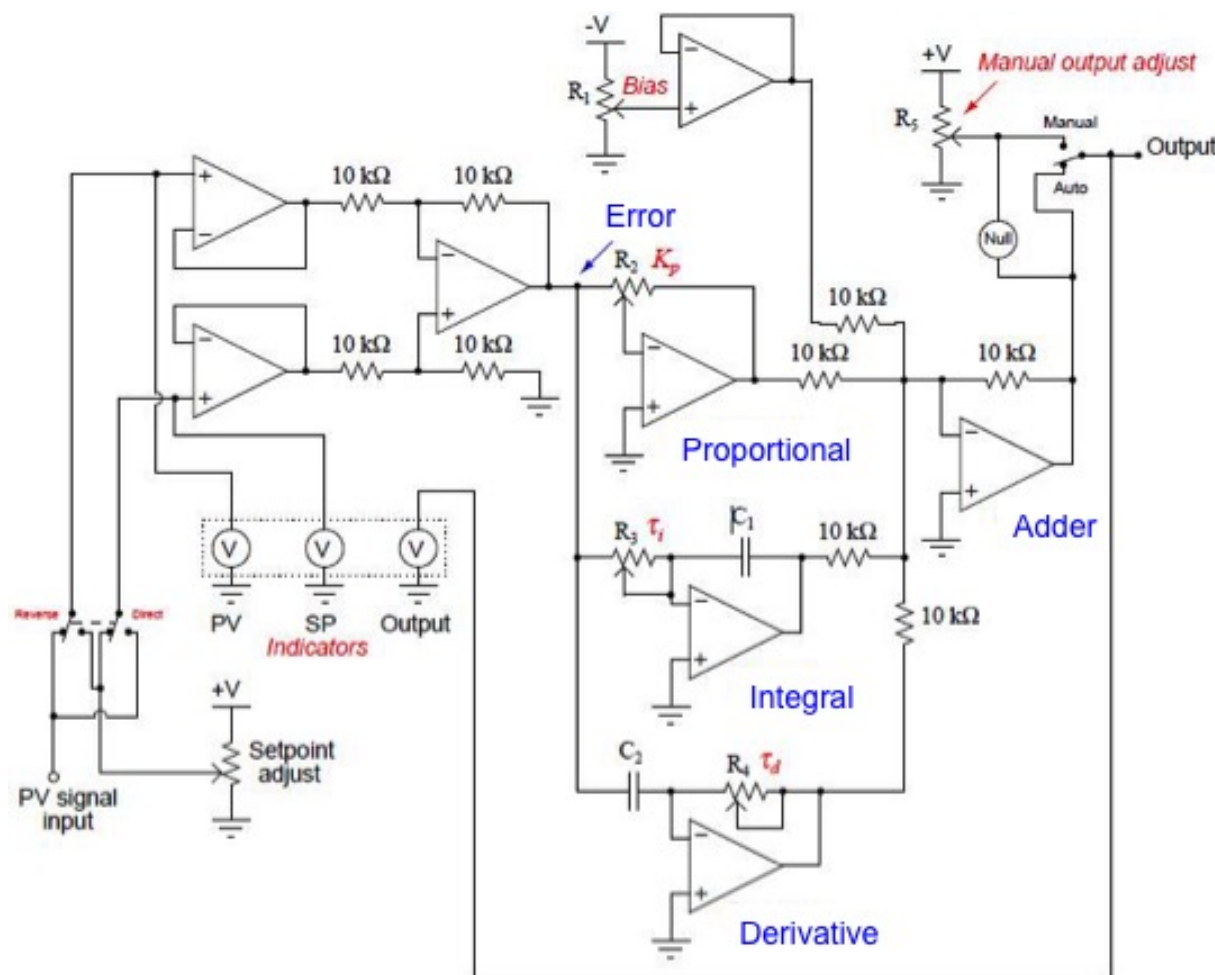 -V
R1
Bias
+V
Manual output adjust
R5
Manual
Output
Auto
Null
10 kΩ
10 kΩ
Error
R2
Kp
10 kΩ
10 kΩ
10 kΩ
10 kΩ
10 kΩ
Proportional
Adder
R3
τi
C1
10 kΩ
10 kΩ
Integral
V
V
V
PV
SP
Output
Indicators
Reverse
Direct
+V
Setpoint
adjust
PV signal
input
C2
R4
τd
Derivative
+
−
−
+
−
+
−
+
−
+
−
+
−
+
−
+